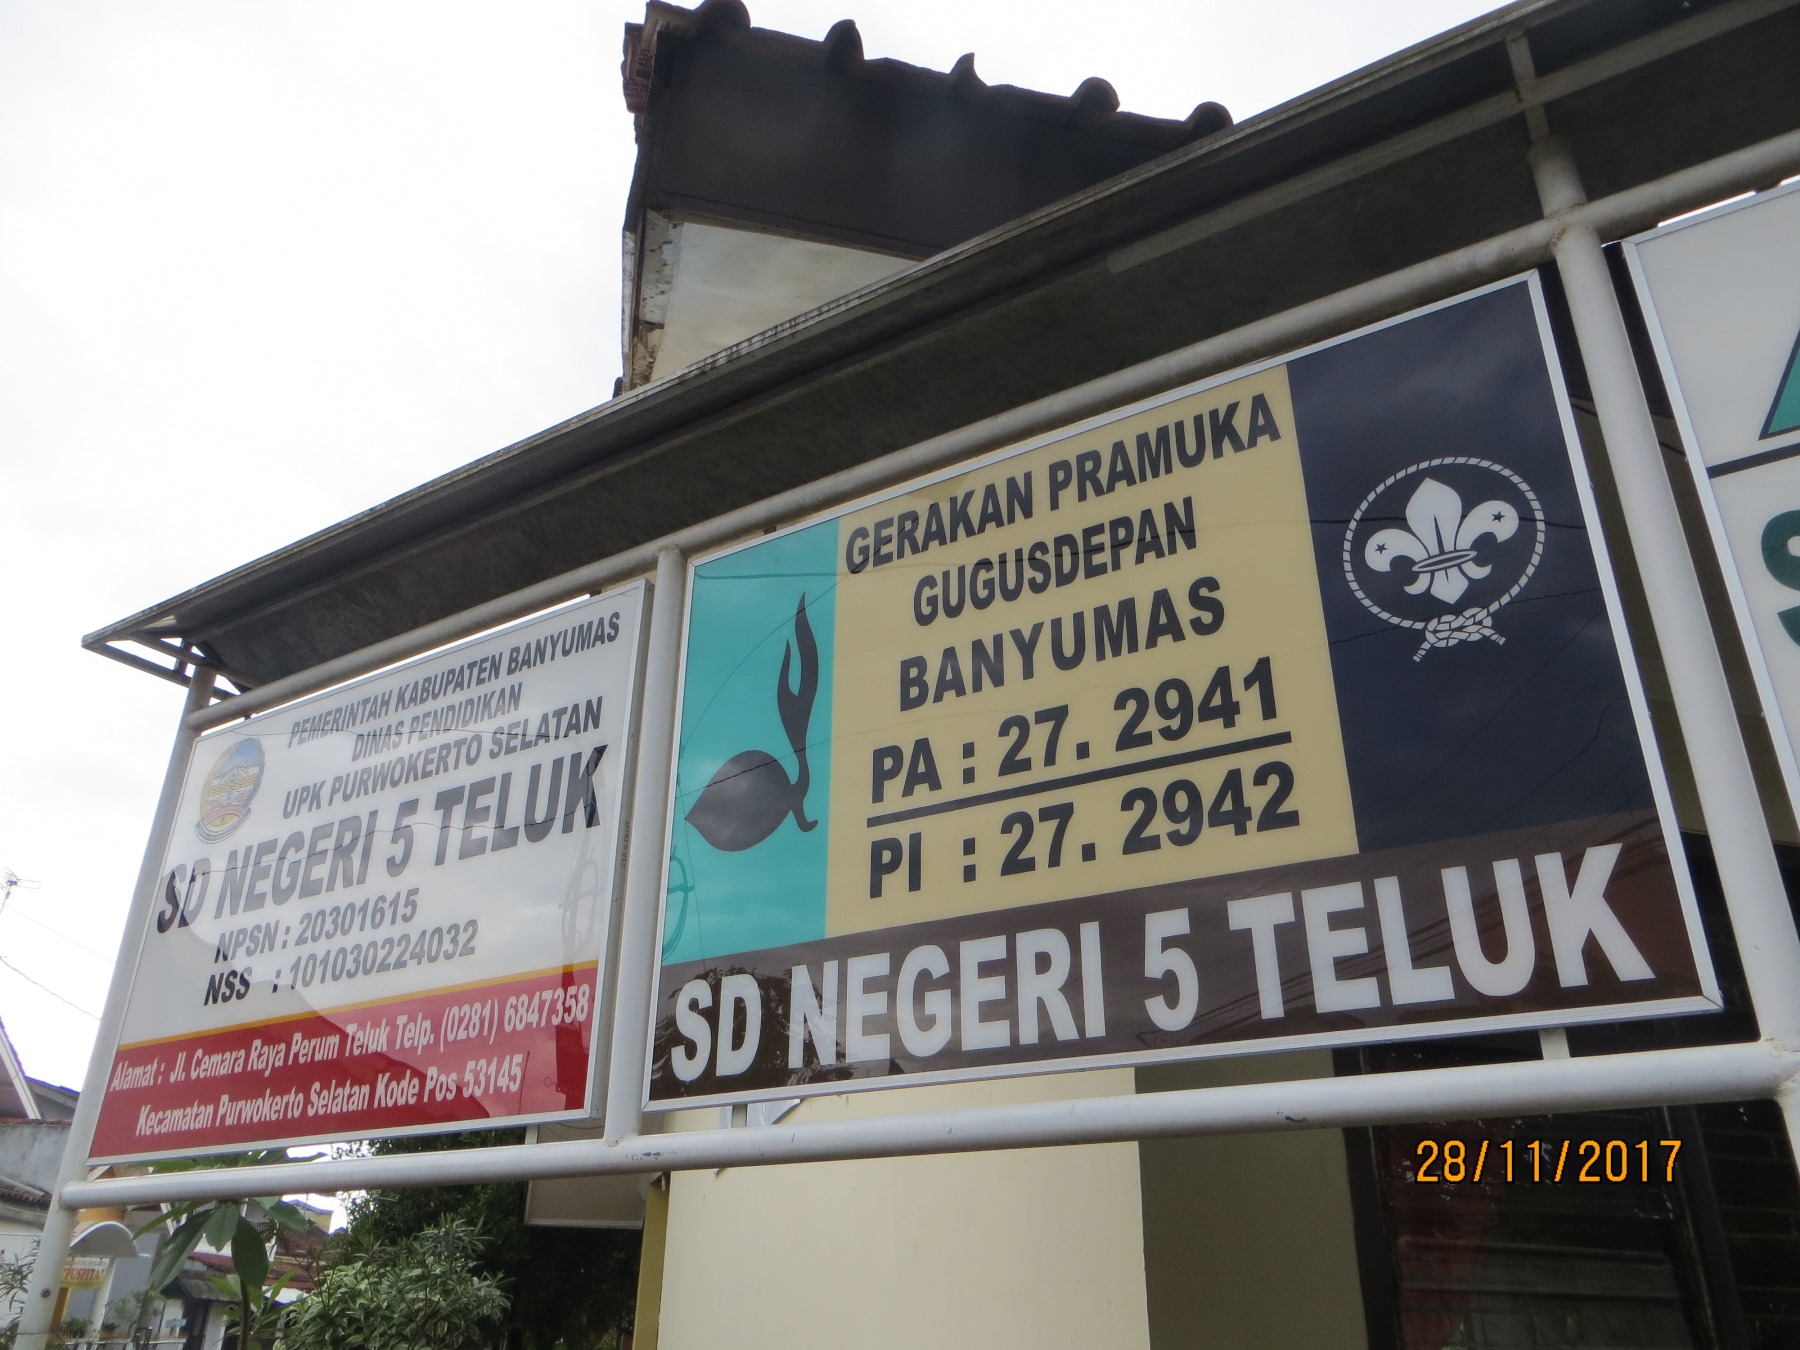 PEMERINTAH KABUPATEN BANYUMAS
DINAS PENDIDIKAN
UPK PURWOKERTO SELATAN
SD NEGERI 5 TELUK
NPSN : 20301615
NSS : 101030224032
Alamat : Jl. Cemara Raya Perum Teluk Telp. (0281) 6847358
Kecamatan Purwokerto Selatan Kode Pos 53145
GERAKAN PRAMUKA
GUGUSDEPAN
BANYUMAS
PA : 27. 2941
PI : 27. 2942
SD NEGERI 5 TELUK
"PUSPITA"
28/11/2017